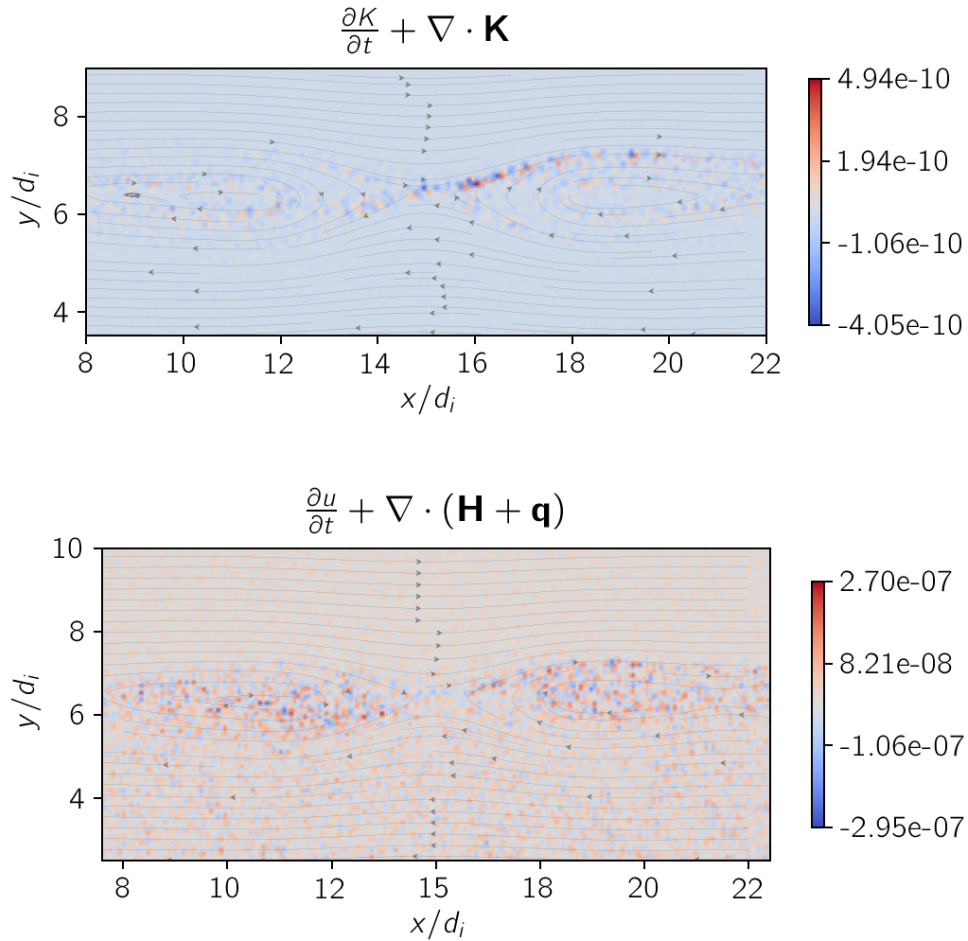 ∂K/∂t + ∇ · K
4.94e-10
1.94e-10
-1.06e-10
-4.05e-10
8
6
4
y/d_i
8 10 12 14 16 18 20 22
x/d_i
∂u/∂t + ∇ · (H + q)
2.70e-07
8.21e-08
-1.06e-07
-2.95e-07
10
8
6
4
y/d_i
8 10 12 15 18 20 22
x/d_i